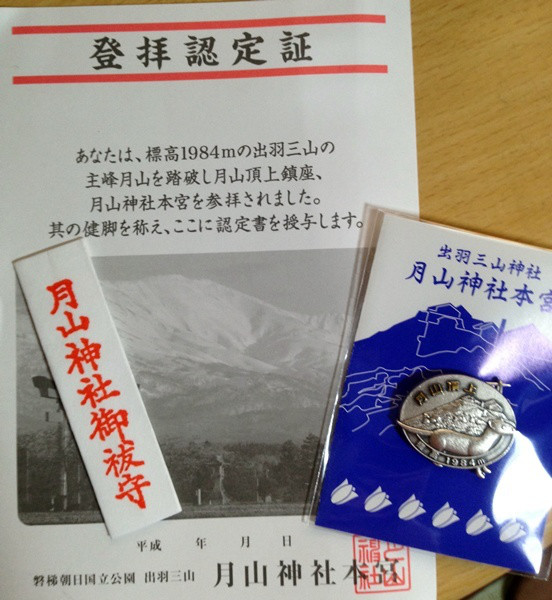 登拝認定証
あなたは、標高1984mの出羽三山の
主峰月山を踏破し月山頂上鎮座、
月山神社本宮を参拝されました。
其の健脚を称え、ここに認定書を授与します。
月山神社御祓守
出羽三山神社
月山神社本宮
月山頂上
1984m
平成 年 月 日
磐梯朝日国立公園 出羽三山 月山神社本宮